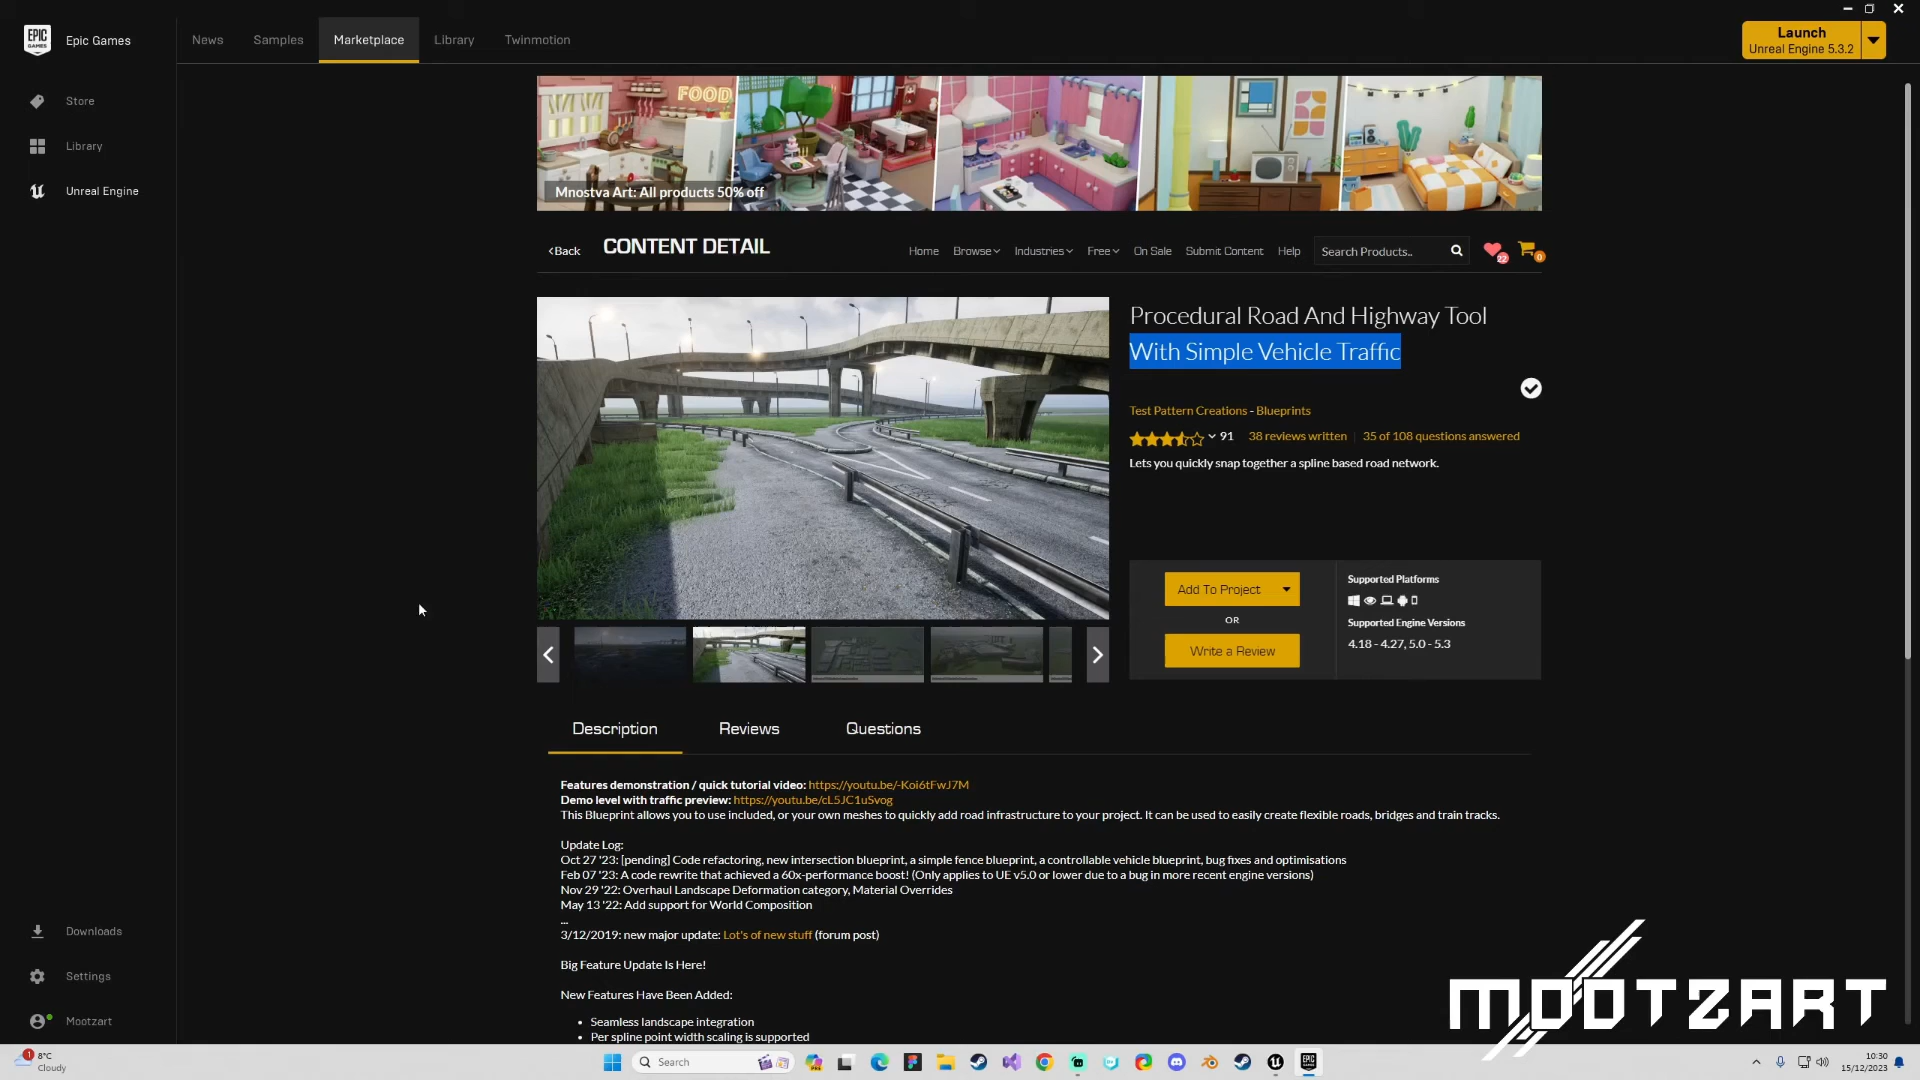 EPIC
GAMES
Epic Games
News
Samples
Marketplace
Library
Twinmotion
Launch
Unreal Engine 5.3.2
Store
Library
Unreal Engine
FOOD
Mnostva Art: All products 50% off
Back
CONTENT DETAIL
Home
Browse
Industries
Free
On Sale
Submit Content
Help
Search Products..
22
0
Procedural Road And Highway Tool
With Simple Vehicle Traffic
Test Pattern Creations - Blueprints
91
38 reviews written
35 of 108 questions answered
Lets you quickly snap together a spline based road network.
Add To Project
OR
Write a Review
Supported Platforms
Supported Engine Versions
4.18 - 4.27, 5.0 - 5.3
Description
Reviews
Questions
Features demonstration / quick tutorial video: https://youtu.be/-Koi6tFwJ7M
Demo level with traffic preview: https://youtu.be/cL5JC1uSvog
This Blueprint allows you to use included, or your own meshes to quickly add road infrastructure to your project. It can be used to easily create flexible roads, bridges and train tracks.
Update Log:
Oct 27 '23: [pending] Code refactoring, new intersection blueprint, a simple fence blueprint, a controllable vehicle blueprint, bug fixes and optimisations
Feb 07 '23: A code rewrite that achieved a 60x-performance boost! (Only applies to UE v5.0 or lower due to a bug in more recent engine versions)
Nov 29 '22: Overhaul Landscape Deformation category, Material Overrides
May 13 '22: Add support for World Composition
...
3/12/2019: new major update: Lot's of new stuff (forum post)
Big Feature Update Is Here!
New Features Have Been Added:
• Seamless landscape integration
• Per spline point width scaling is supported
Downloads
Settings
Mootzart
MOOTZART
1
8°C
Cloudy
Search
EPIC
GAMES
10:30
15/12/2023